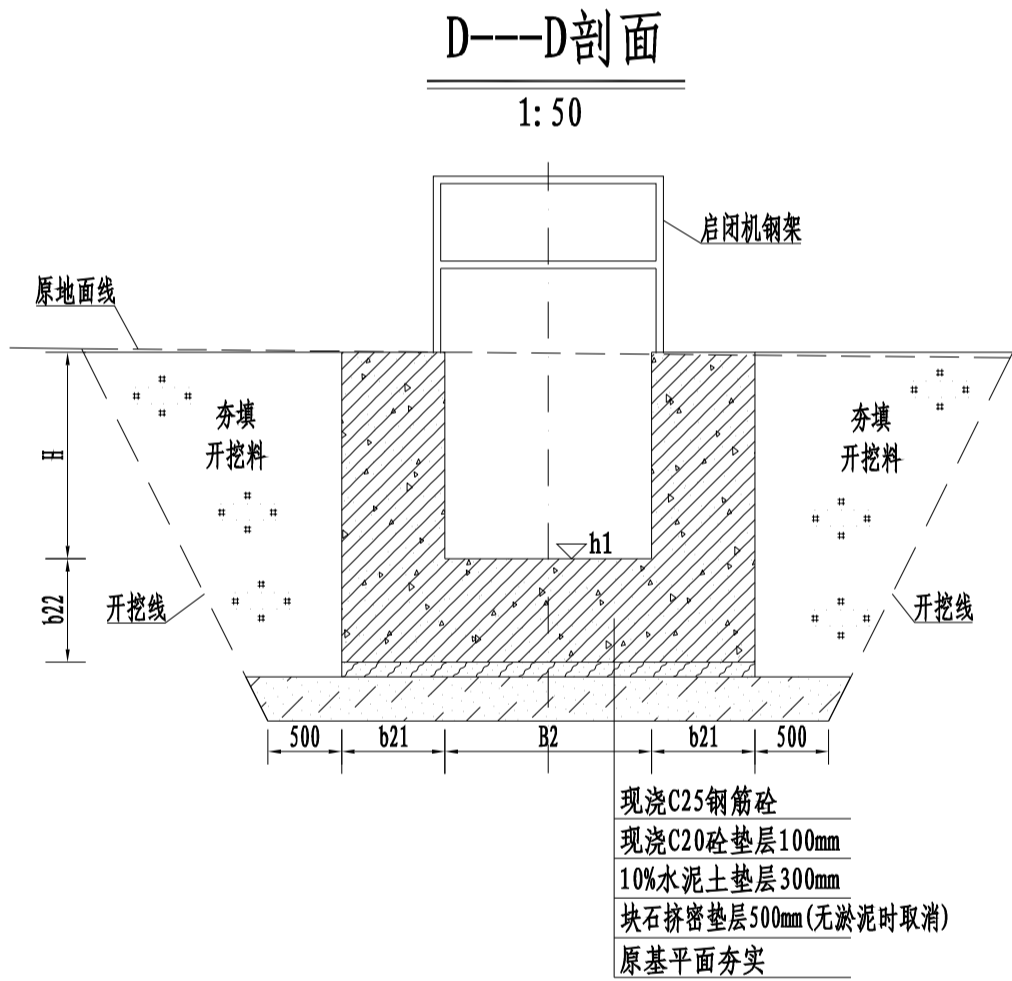 D---D剖面
1:50
启闭机钢架
原地面线
夯填
开挖料
夯填
开挖料
H
h1
b22
开挖线
开挖线
500
b21
B2
b21
500
现浇C25钢筋砼
现浇C20砼垫层100mm
10%水泥土垫层300mm
块石挤密垫层500mm(无淤泥时取消)
原基平面夯实